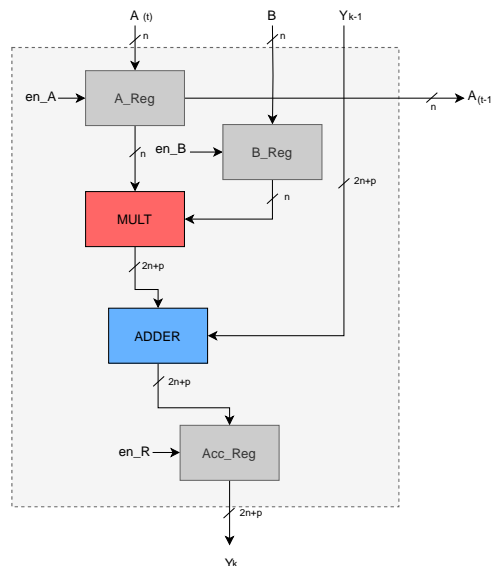 A (t) B Yk-1
n n
en_A A_Reg A(t-1
n
n en_B B_Reg
2n+p
MULT n
2n+p
ADDER
2n+p
en_R Acc_Reg
2n+p
Yk